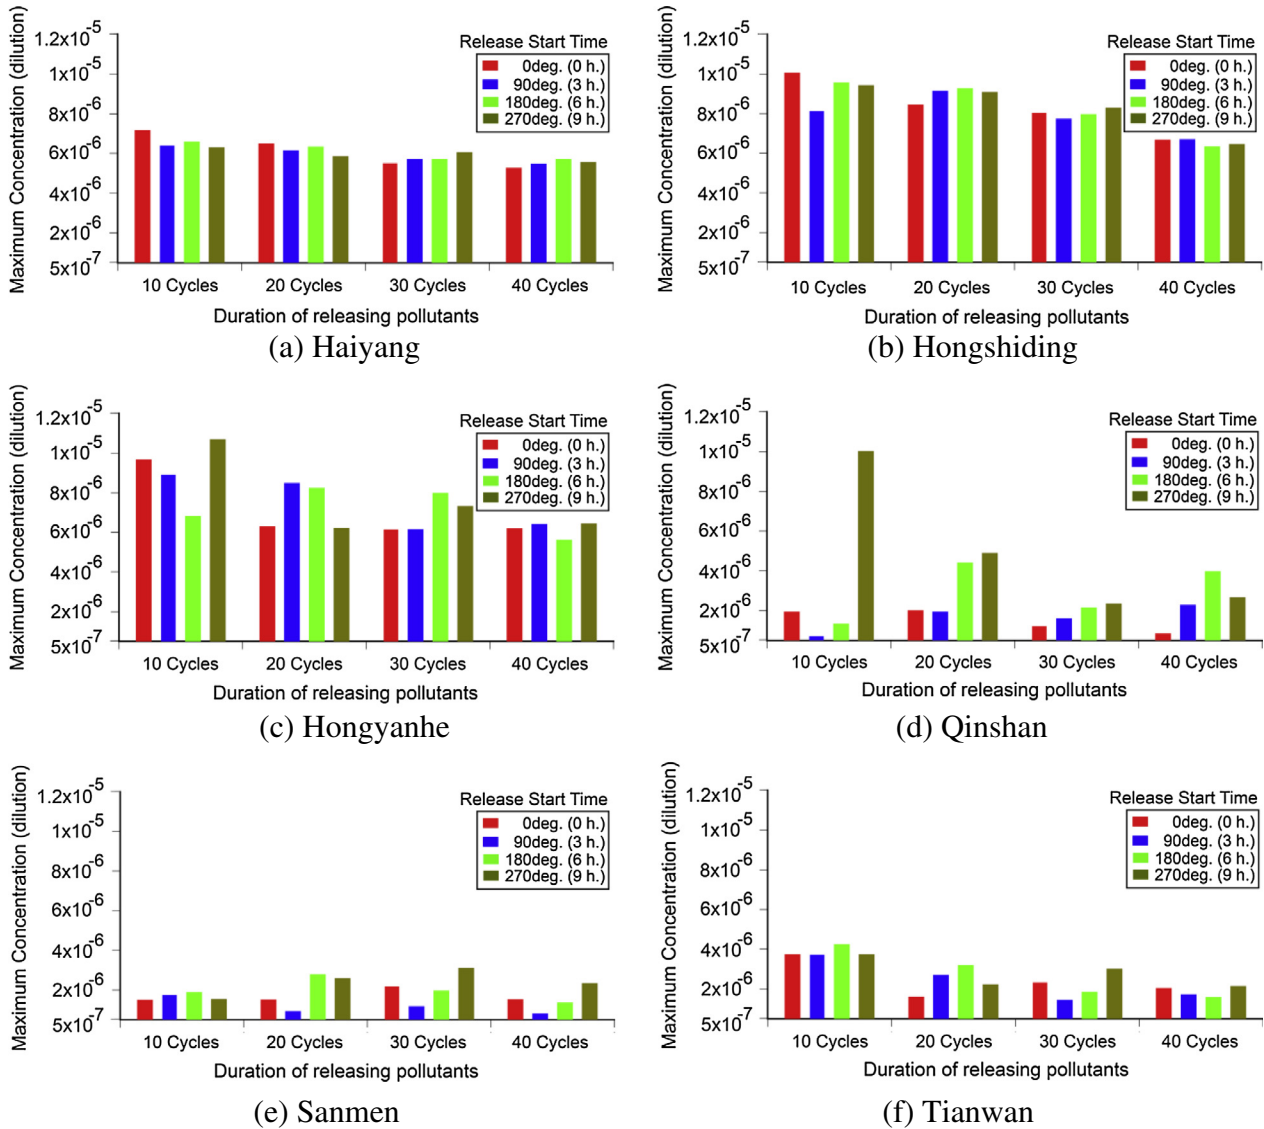 Maximum Concentration (dilution)
1.2x10⁻⁵
1x10⁻⁵
8x10⁻⁶
6x10⁻⁶
4x10⁻⁶
2x10⁻⁶
5x10⁻⁷
Release Start Time
0deg. (0 h.)
90deg. (3 h.)
180deg. (6 h.)
270deg. (9 h.)
10 Cycles 20 Cycles 30 Cycles 40 Cycles
Duration of releasing pollutants
(a) Haiyang
Maximum Concentration (dilution)
1.2x10⁻⁵
1x10⁻⁵
8x10⁻⁶
6x10⁻⁶
4x10⁻⁶
2x10⁻⁶
5x10⁻⁷
Release Start Time
0deg. (0 h.)
90deg. (3 h.)
180deg. (6 h.)
270deg. (9 h.)
10 Cycles 20 Cycles 30 Cycles 40 Cycles
Duration of releasing pollutants
(b) Hongshiding
Maximum Concentration (dilution)
1.2x10⁻⁵
1x10⁻⁵
8x10⁻⁶
6x10⁻⁶
4x10⁻⁶
2x10⁻⁶
5x10⁻⁷
Release Start Time
0deg. (0 h.)
90deg. (3 h.)
180deg. (6 h.)
270deg. (9 h.)
10 Cycles 20 Cycles 30 Cycles 40 Cycles
Duration of releasing pollutants
(c) Hongyanhe
Maximum Concentration (dilution)
1.2x10⁻⁵
1x10⁻⁵
8x10⁻⁶
6x10⁻⁶
4x10⁻⁶
2x10⁻⁶
5x10⁻⁷
Release Start Time
0deg. (0 h.)
90deg. (3 h.)
180deg. (6 h.)
270deg. (9 h.)
10 Cycles 20 Cycles 30 Cycles 40 Cycles
Duration of releasing pollutants
(d) Qinshan
Maximum Concentration (dilution)
1.2x10⁻⁵
1x10⁻⁵
8x10⁻⁶
6x10⁻⁶
4x10⁻⁶
2x10⁻⁶
5x10⁻⁷
Release Start Time
0deg. (0 h.)
90deg. (3 h.)
180deg. (6 h.)
270deg. (9 h.)
10 Cycles 20 Cycles 30 Cycles 40 Cycles
Duration of releasing pollutants
(e) Sanmen
Maximum Concentration (dilution)
1.2x10⁻⁵
1x10⁻⁵
8x10⁻⁶
6x10⁻⁶
4x10⁻⁶
2x10⁻⁶
5x10⁻⁷
Release Start Time
0deg. (0 h.)
90deg. (3 h.)
180deg. (6 h.)
270deg. (9 h.)
10 Cycles 20 Cycles 30 Cycles 40 Cycles
Duration of releasing pollutants
(f) Tianwan